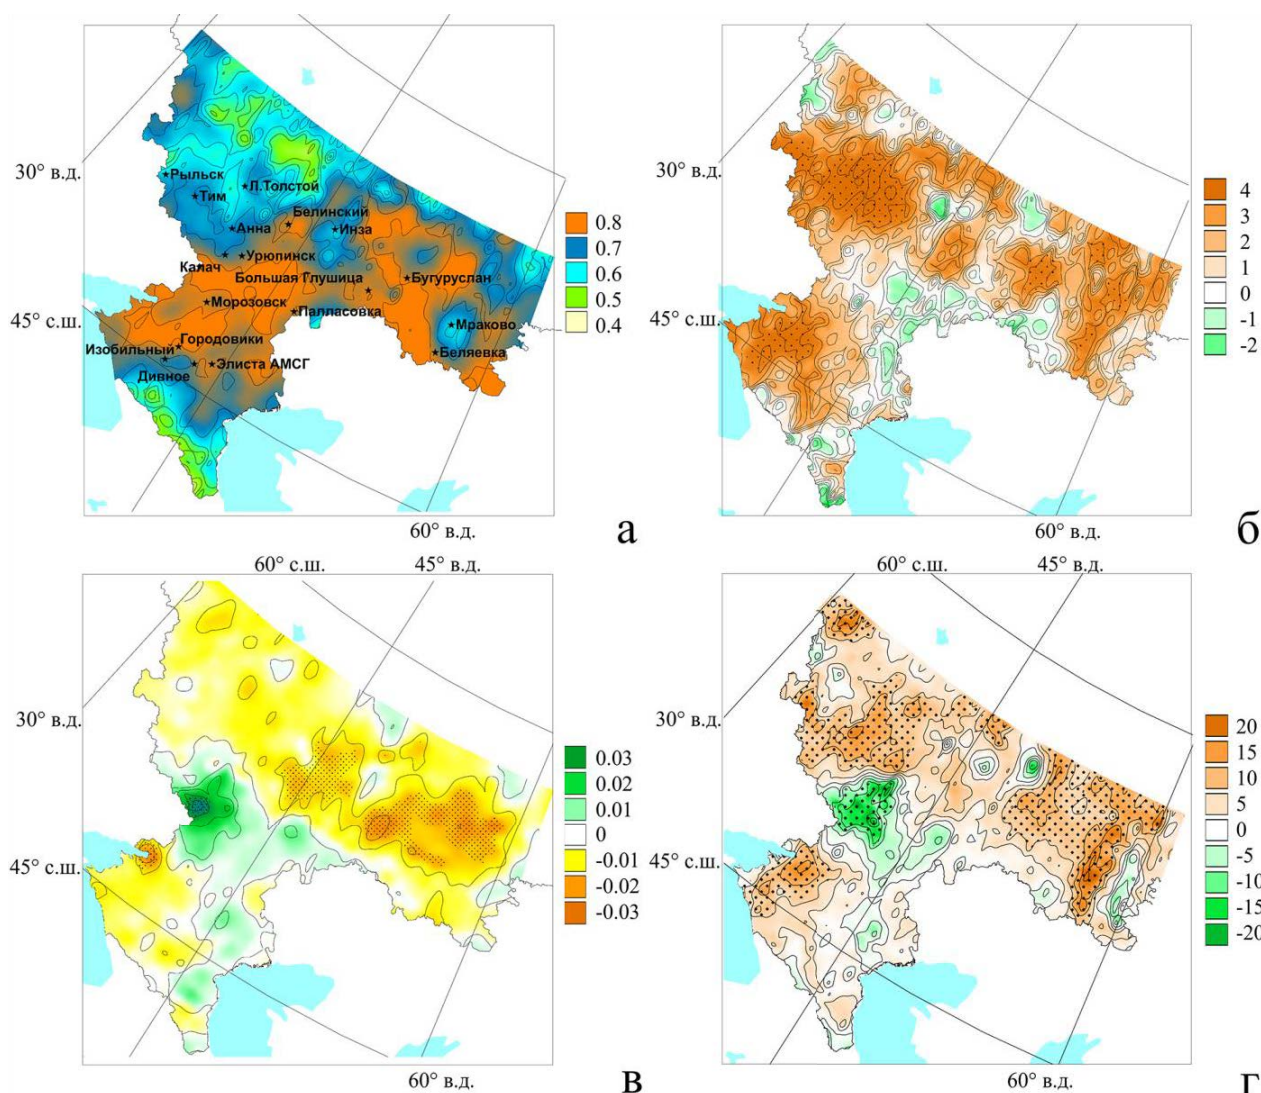 30° в.д.
45° с.ш.
Рыльск
Тим
Л.Толстой
Белинский
Анна
Инза
Калач
Урюпинск
Большая Глушица
Бугуруслан
Морозовск
Палласовка
Мраково
Городовики
Изобильный
Беляевка
Дивное
Элиста АМСГ
0.8
0.7
0.6
0.5
0.4
60° в.д.
а
30° в.д.
45° с.ш.
4
3
2
1
0
-1
-2
60° в.д.
б
60° с.ш.
45° в.д.
30° в.д.
45° с.ш.
0.03
0.02
0.01
0
-0.01
-0.02
-0.03
60° в.д.
в
60° с.ш.
45° в.д.
30° в.д.
45° с.ш.
20
15
10
5
0
-5
-10
-15
-20
60° в.д.
г